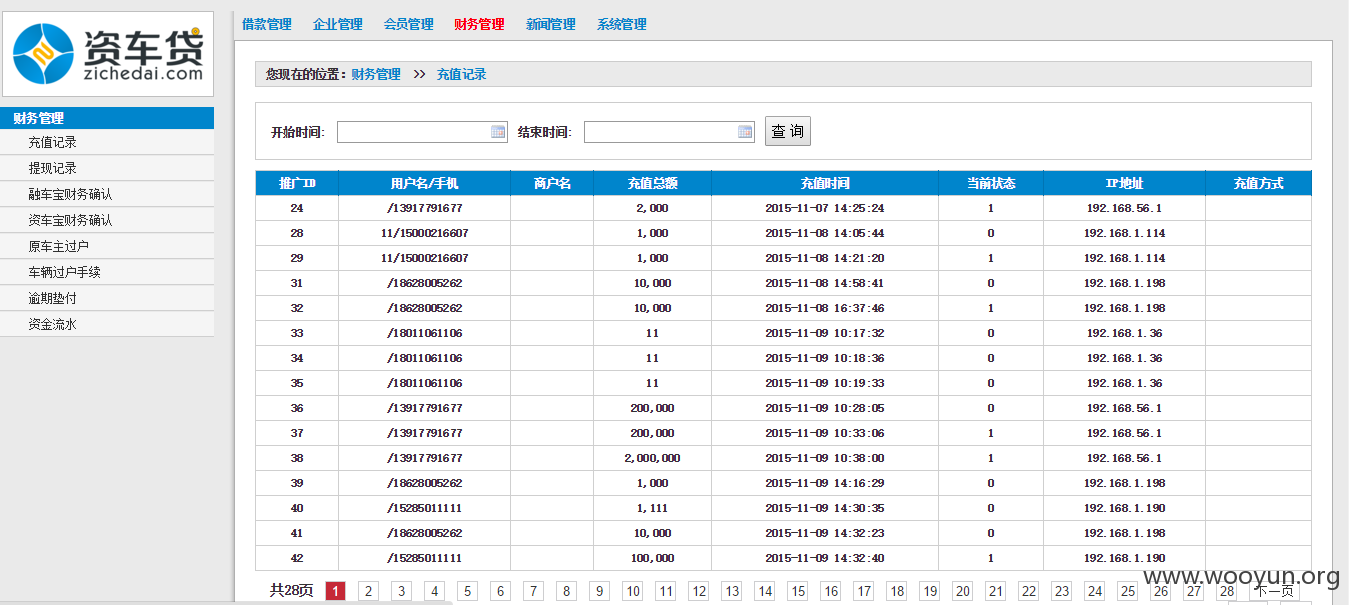 资车贷
zichedai.com
借款管理 企业管理 会员管理 财务管理 新闻管理 系统管理
财务管理
充值记录
提现记录
融车宝财务确认
资车宝财务确认
原车主过户
车辆过户手续
逾期垫付
资金流水
您现在的位置：财务管理 >> 充值记录
开始时间: 结束时间: 查 询
推广ID 用户名/手机 商户名 充值总额 充值时间 当前状态 IP地址 充值方式
24 /13917791677 2,000 2015-11-07 14:25:24 1 192.168.56.1
28 11/15000216607 1,000 2015-11-08 14:05:44 0 192.168.1.114
29 11/15000216607 1,000 2015-11-08 14:21:20 1 192.168.1.114
31 /18628005262 10,000 2015-11-08 14:58:41 0 192.168.1.198
32 /18628005262 10,000 2015-11-08 16:37:46 1 192.168.1.198
33 /18011061106 11 2015-11-09 10:17:32 0 192.168.1.36
34 /18011061106 11 2015-11-09 10:18:36 0 192.168.1.36
35 /18011061106 11 2015-11-09 10:19:33 0 192.168.1.36
36 /13917791677 200,000 2015-11-09 10:28:05 0 192.168.56.1
37 /13917791677 200,000 2015-11-09 10:33:06 1 192.168.56.1
38 /13917791677 2,000,000 2015-11-09 10:38:00 1 192.168.56.1
39 /18628005262 1,000 2015-11-09 14:16:29 0 192.168.1.198
40 /15285011111 1,111 2015-11-09 14:30:35 0 192.168.1.190
41 /18628005262 10,000 2015-11-09 14:32:23 0 192.168.1.198
42 /15285011111 100,000 2015-11-09 14:32:40 1 192.168.1.190
共28页 1 2 3 4 5 6 7 8 9 10 11 12 13 14 15 16 17 18 19 20 21 22 23 24 25 26 27 28 下一页
www.wooyun.org